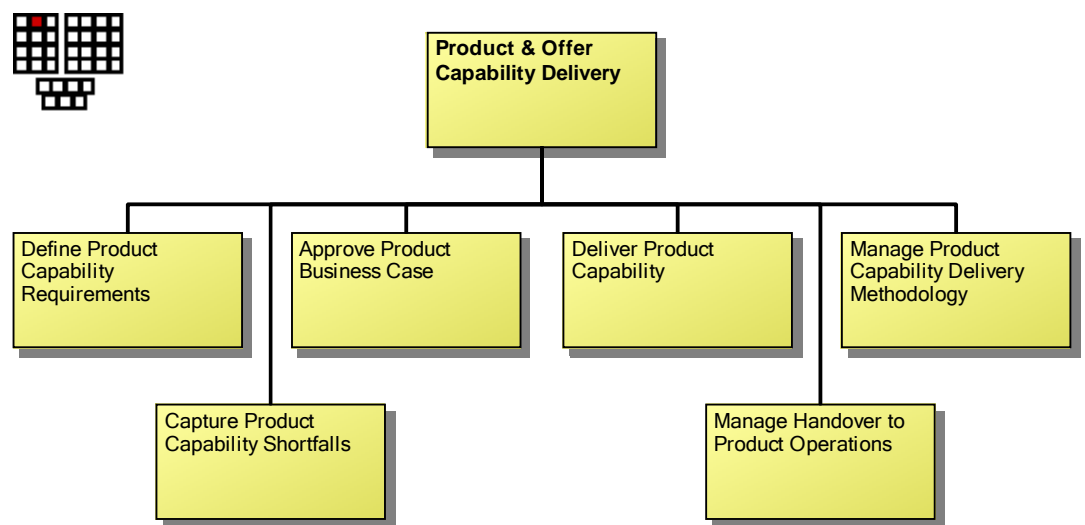 Product & Offer
Capability Delivery
Define Product
Capability
Requirements
Approve Product
Business Case
Deliver Product
Capability
Manage Product
Capability Delivery
Methodology
Capture Product
Capability Shortfalls
Manage Handover to
Product Operations